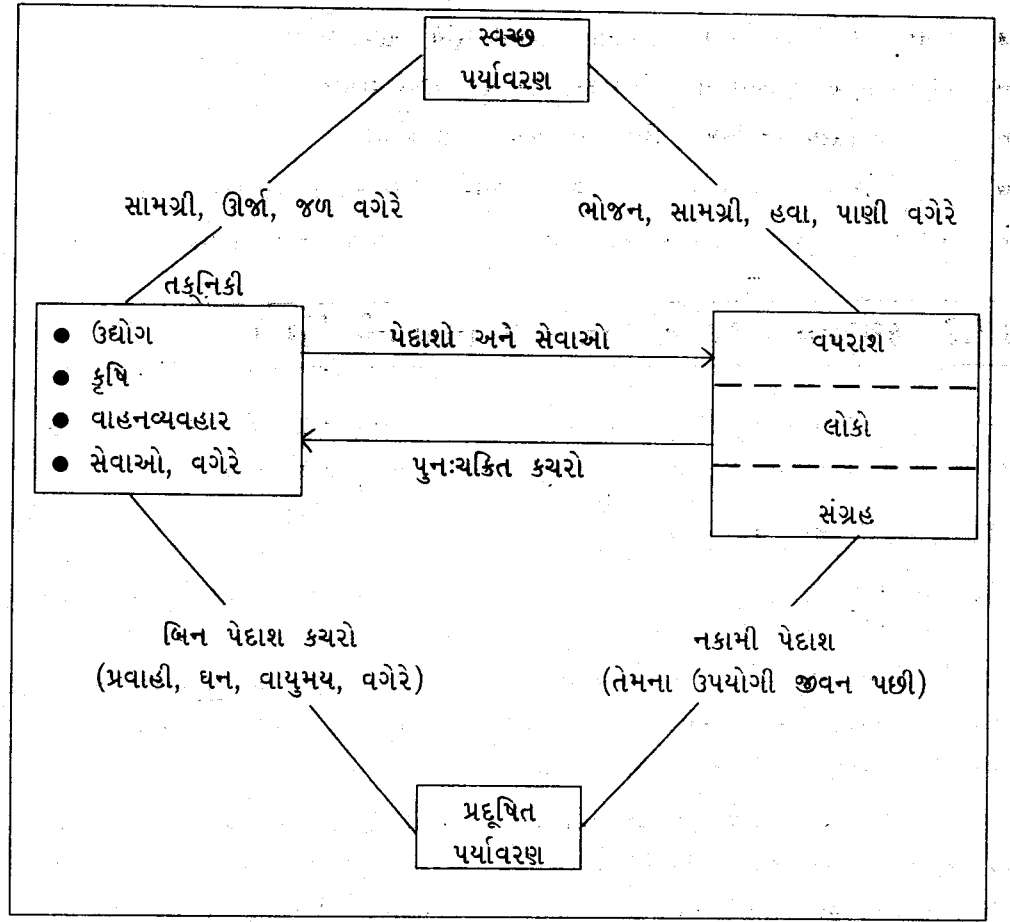 સ્વચ્છ
પર્યાવરણ
સામગ્રી, ઊર્જા, જળ વગેરે
ભોજન, સામગ્રી, હવા, પાણી વગેરે
તક્નિકી
● ઉદ્યોગ
● કૃષિ
● વાહનવ્યવહાર
● સેવાઓ, વગેરે
પેદાશો અને સેવાઓ
પુનઃચક્રિત કચરો
વપરાશ
લોકો
સંગ્રહ
બિન પેદાશ કચરો
(પ્રવાહી, ઘન, વાયુમય, વગેરે)
નકામી પેદાશ
(તેમના ઉપયોગી જીવન પછી)
પ્રદૂષિત
પર્યાવરણ